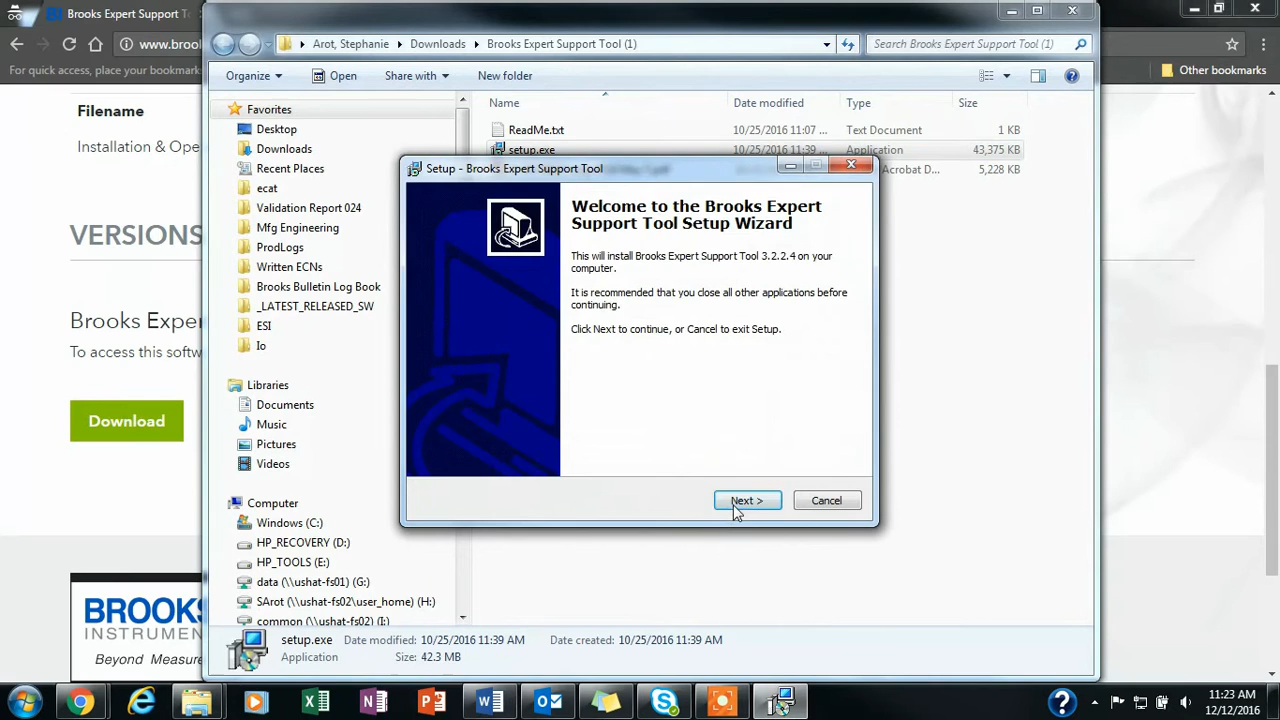 Brooks Expert Support T
www.broo
For quick access, place your bookmarks
Other bookmarks
Filename
Installation & Ope
VERSIONS
Brooks Exper
To access this softw
Download
BROOKS
INSTRUMEN
Beyond Measure
Arot, Stephanie
Downloads
Brooks Expert Support Tool (1)
Search Brooks Expert Support Tool (1)
Organize
Open
Share with
New folder
Favorites
Desktop
Downloads
Recent Places
ecat
Validation Report 024
Mfg Engineering
ProdLogs
Written ECNs
Brooks Bulletin Log Book
_LATEST_RELEASED_SW
ESI
Io
Libraries
Documents
Music
Pictures
Videos
Computer
Windows (C:)
HP_RECOVERY (D:)
HP_TOOLS (E:)
data (\\ushat-fs01) (G:)
SArot (\\ushat-fs02\user_home) (H:)
common (\\ushat-fs02) (I:)
Name Date modified Type Size
ReadMe.txt 10/25/2016 11:07 ... Text Document 1 KB
setup.exe 10/25/2016 11:39 ... Application 43,375 KB
Acrobat D... 5,228 KB
Setup - Brooks Expert Support Tool
Welcome to the Brooks Expert
Support Tool Setup Wizard
This will install Brooks Expert Support Tool 3.2.2.4 on your
computer.
It is recommended that you close all other applications before
continuing.
Click Next to continue, or Cancel to exit Setup.
Next >
Cancel
setup.exe Date modified: 10/25/2016 11:39 AM Date created: 10/25/2016 11:39 AM
Application Size: 42.3 MB
11:23 AM
12/12/2016